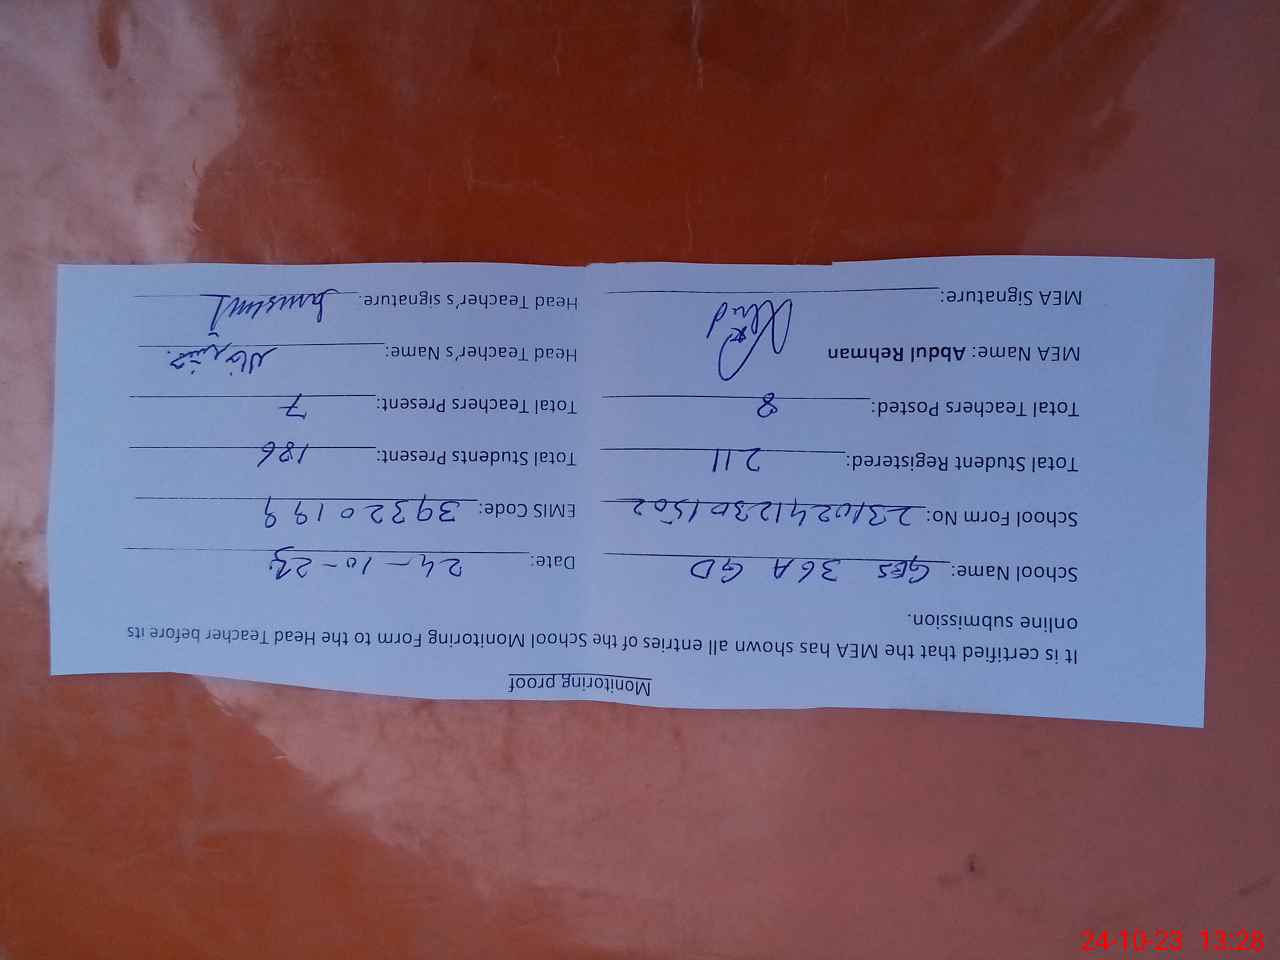 Monitoring proof
It is certified that the MEA has shown all entries of the School Monitoring Form to the Head Teacher before its
online submission.
School Name: GES 36A GD Date: 24-10-23
School Form No: 23102412301502 EMIS Code: 39320199
Total Student Registered: 211 Total Students Present: 186
Total Teachers Posted: 8 Total Teachers Present: 7
MEA Name: Abdul Rehman Head Teacher's Name:
MEA Signature: Head Teacher's signature.
24-10-23 13:28